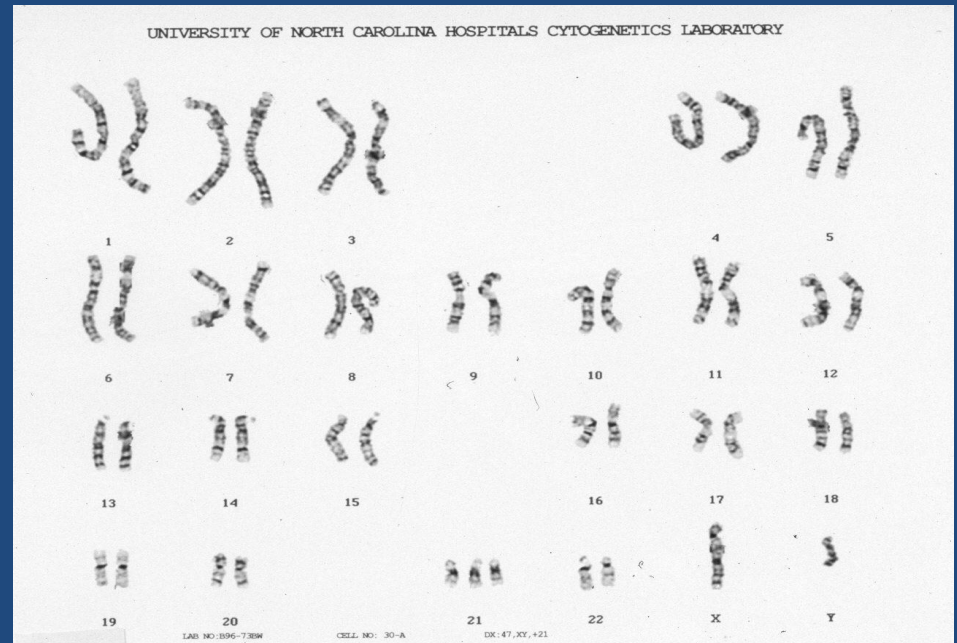 UNIVERSITY OF NORTH CAROLINA HOSPITALS CYTOGENETICS LABORATORY
1 2 3 4 5
6 7 8 9 10 11 12
13 14 15 16 17 18
19 20 21 22 X Y
LAB NO:B96-73BW CELL NO: 30-A DX:47,XY,+21